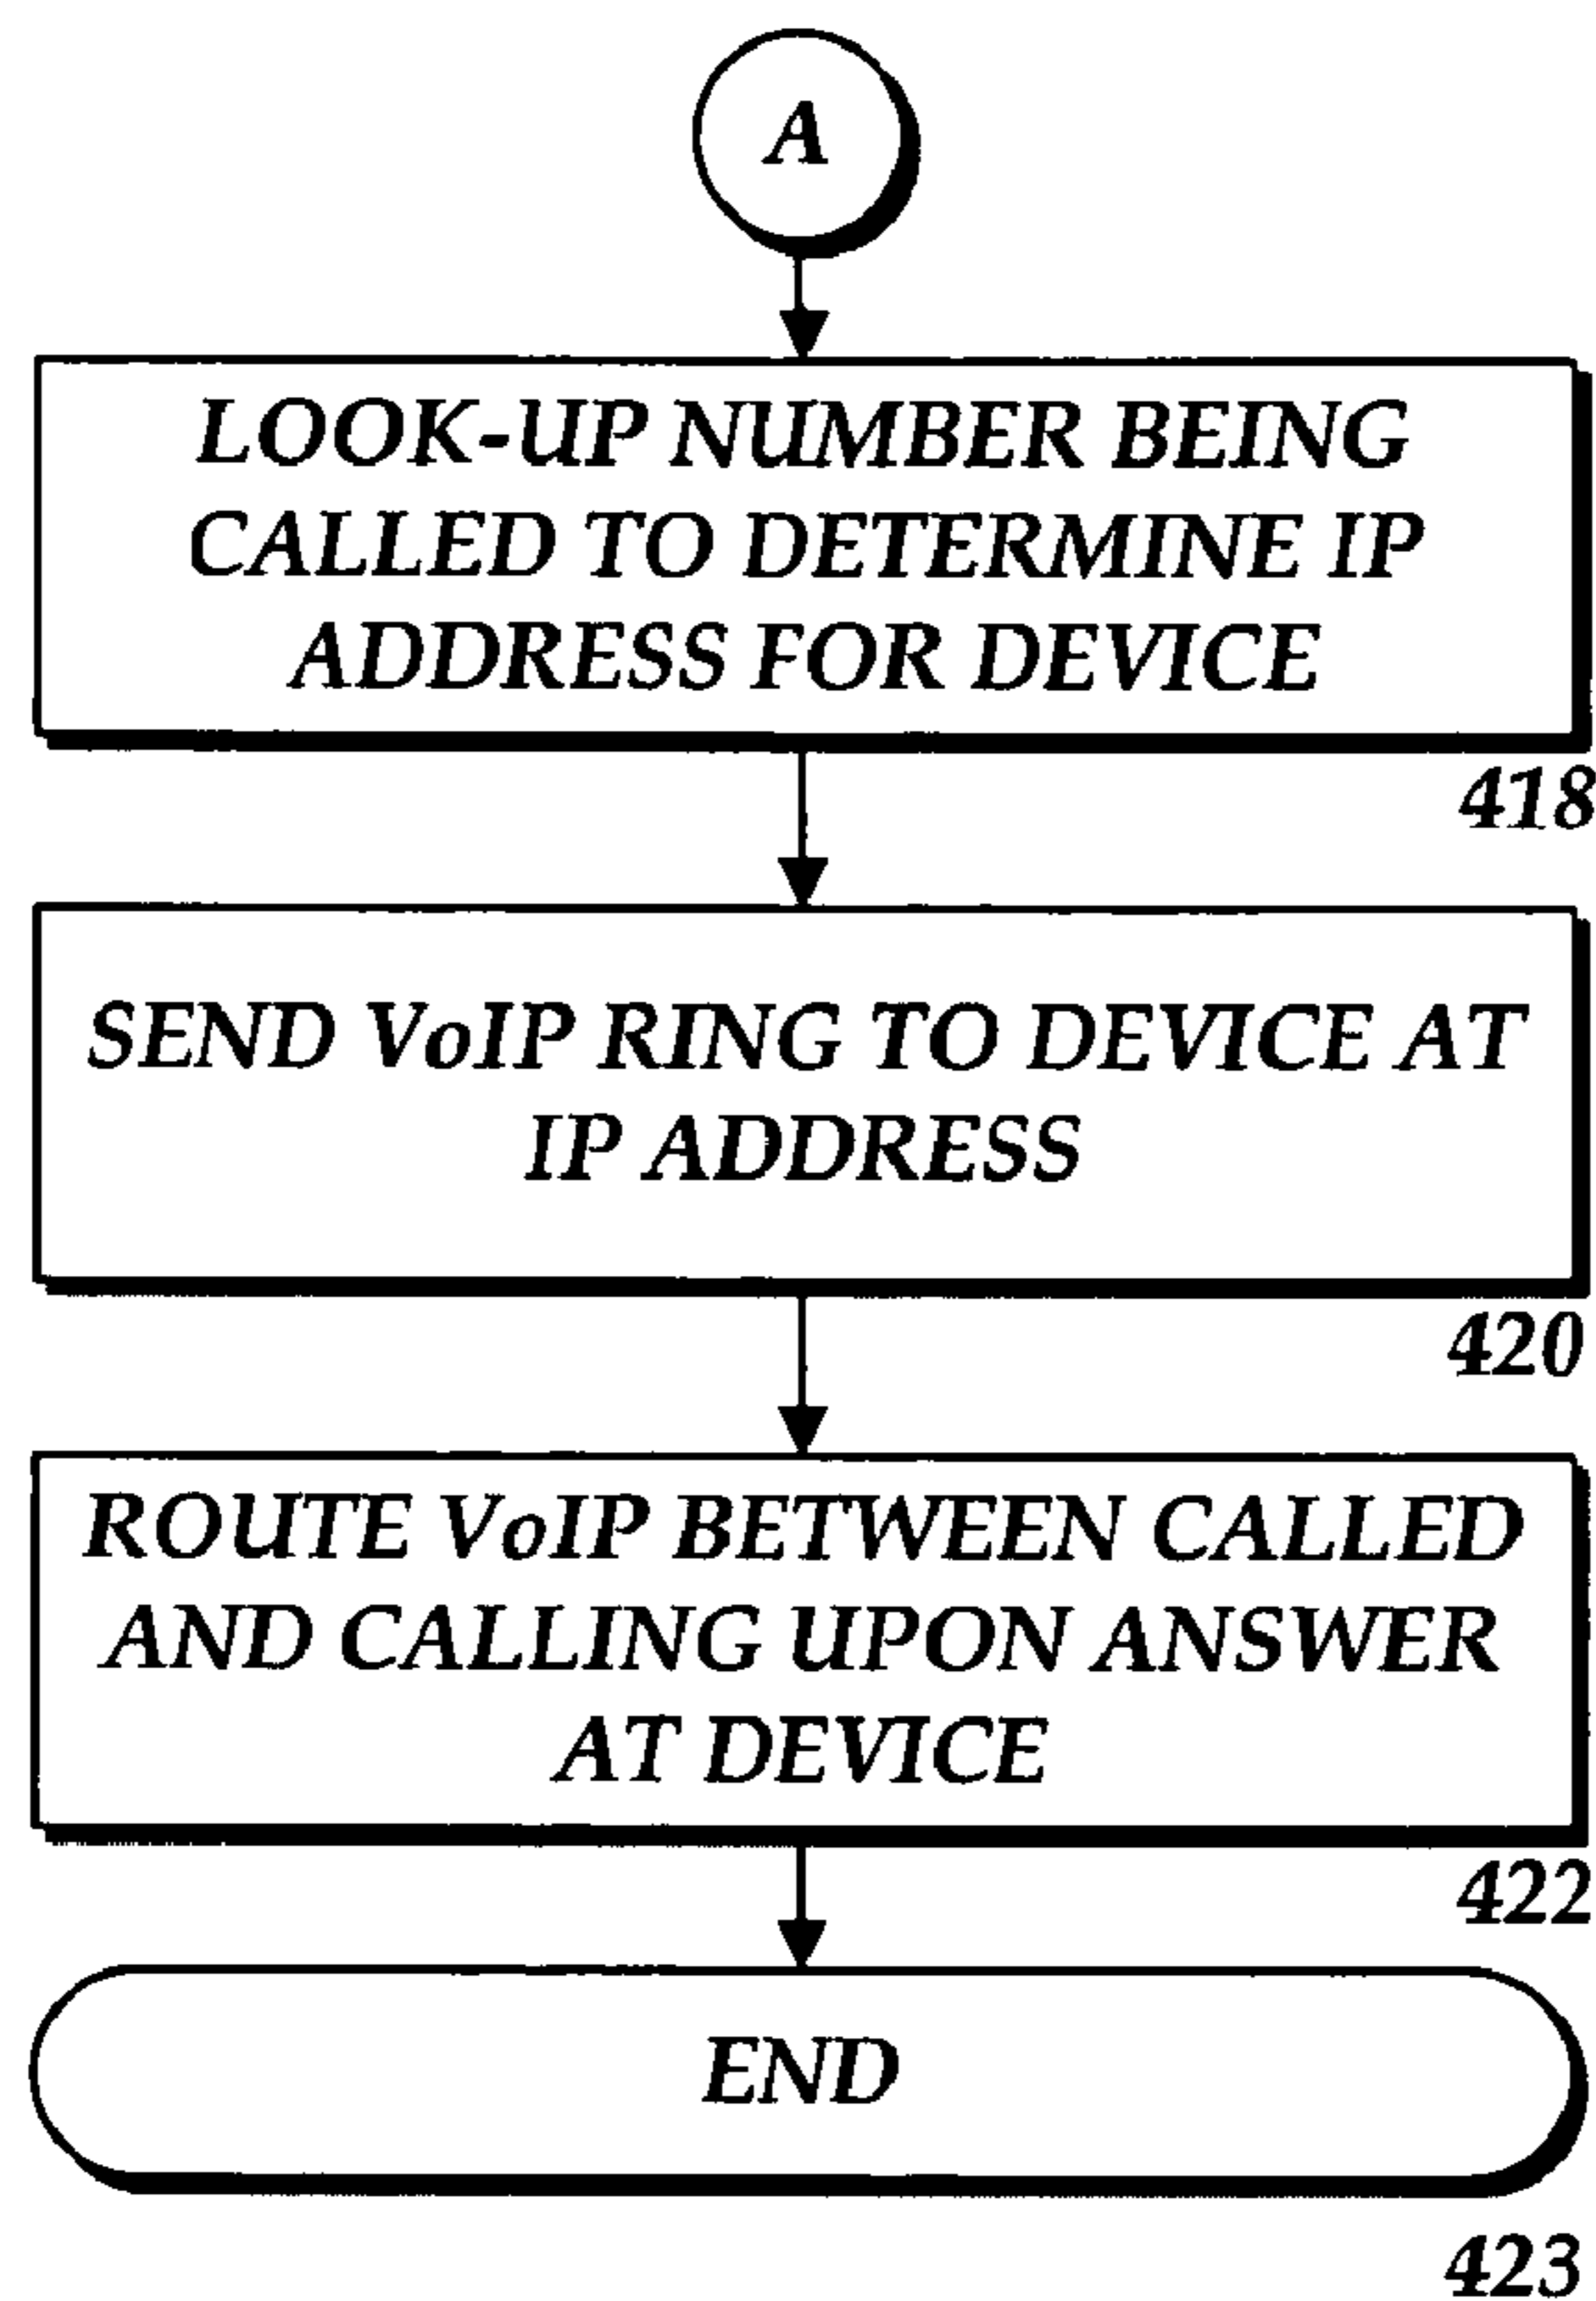 A
LOOK-UP NUMBER BEING
CALLED TO DETERMINE IP
ADDRESS FOR DEVICE
418
SEND VoIP RING TO DEVICE AT
IP ADDRESS
420
ROUTE VoIP BETWEEN CALLED
AND CALLING UPON ANSWER
AT DEVICE
422
END
423